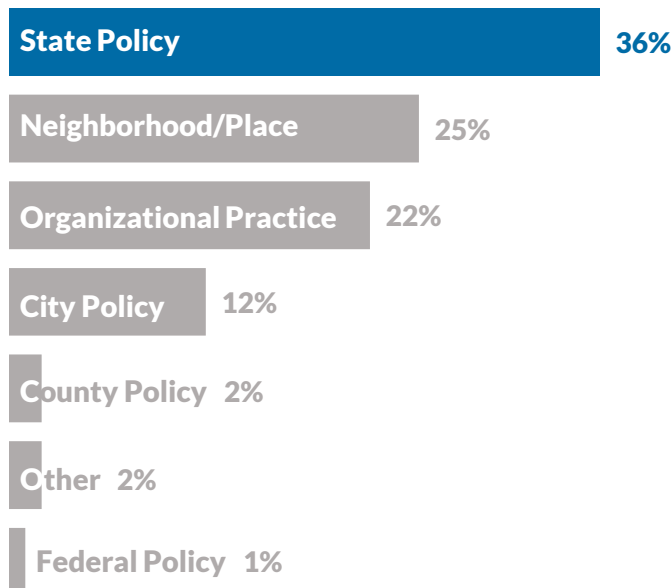 State Policy 36%
Neighborhood/Place 25%
Organizational Practice 22%
City Policy 12%
County Policy 2%
Other 2%
Federal Policy 1%